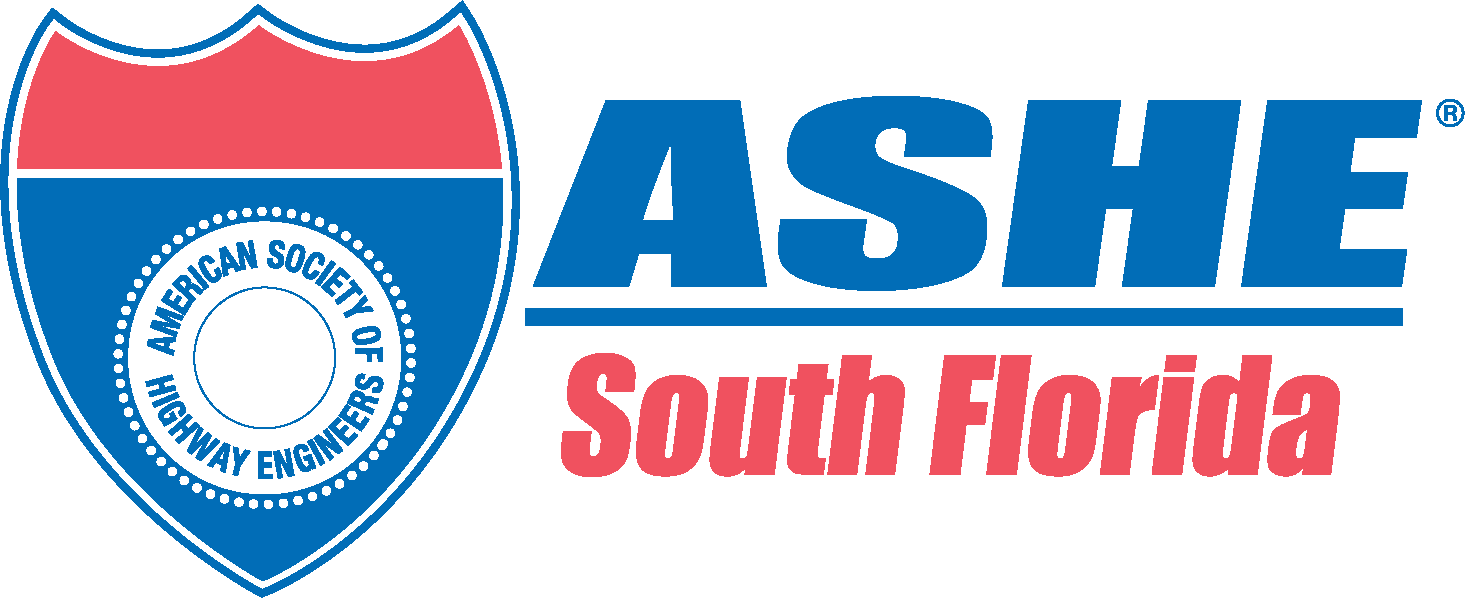 AMERICAN SOCIETY OF
HIGHWAY ENGINEERS
ASHE®
South Florida